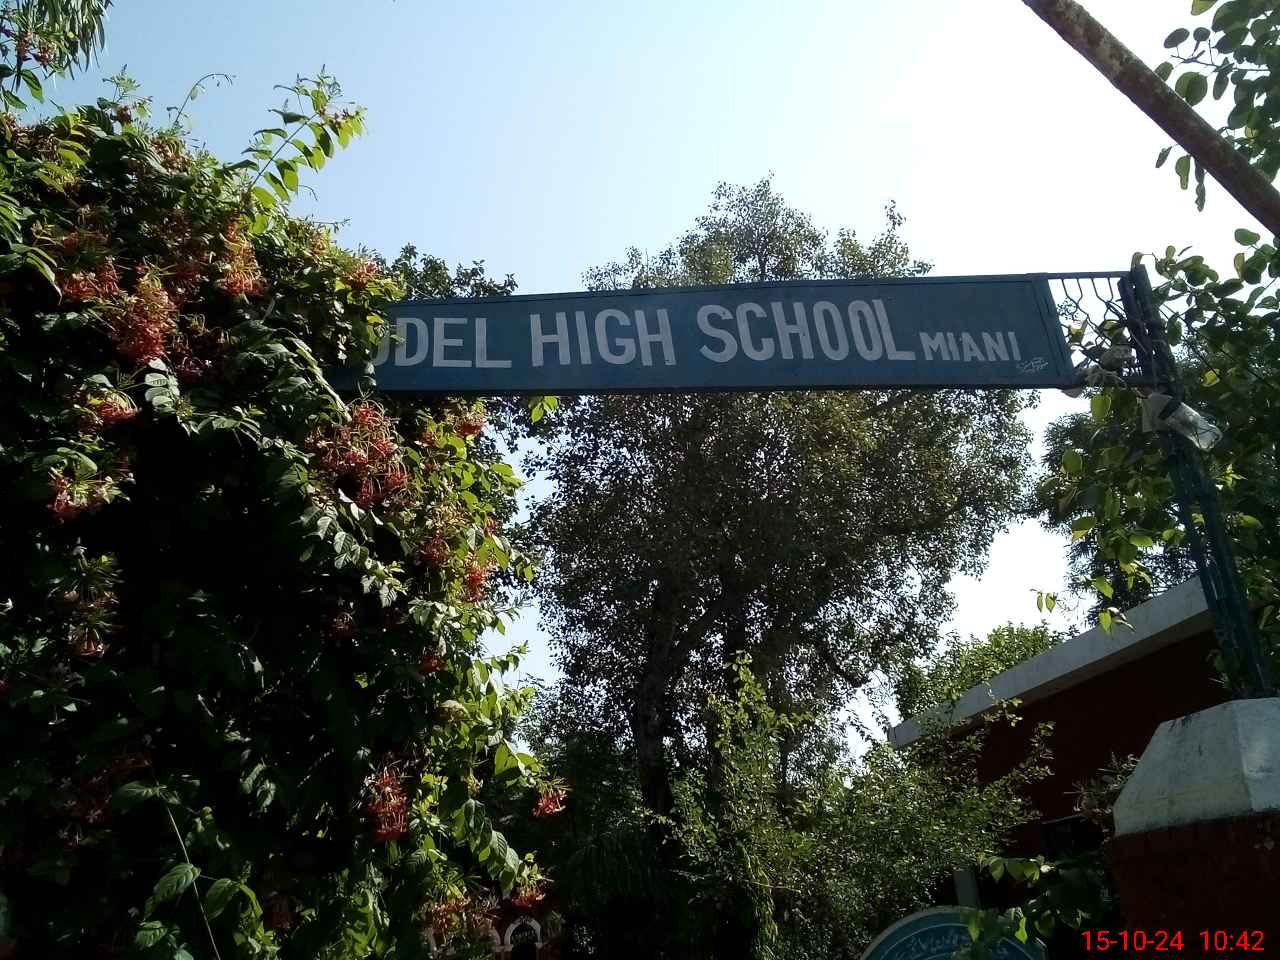 ODEL HIGH SCHOOL MIANI
15-10-24 10:42